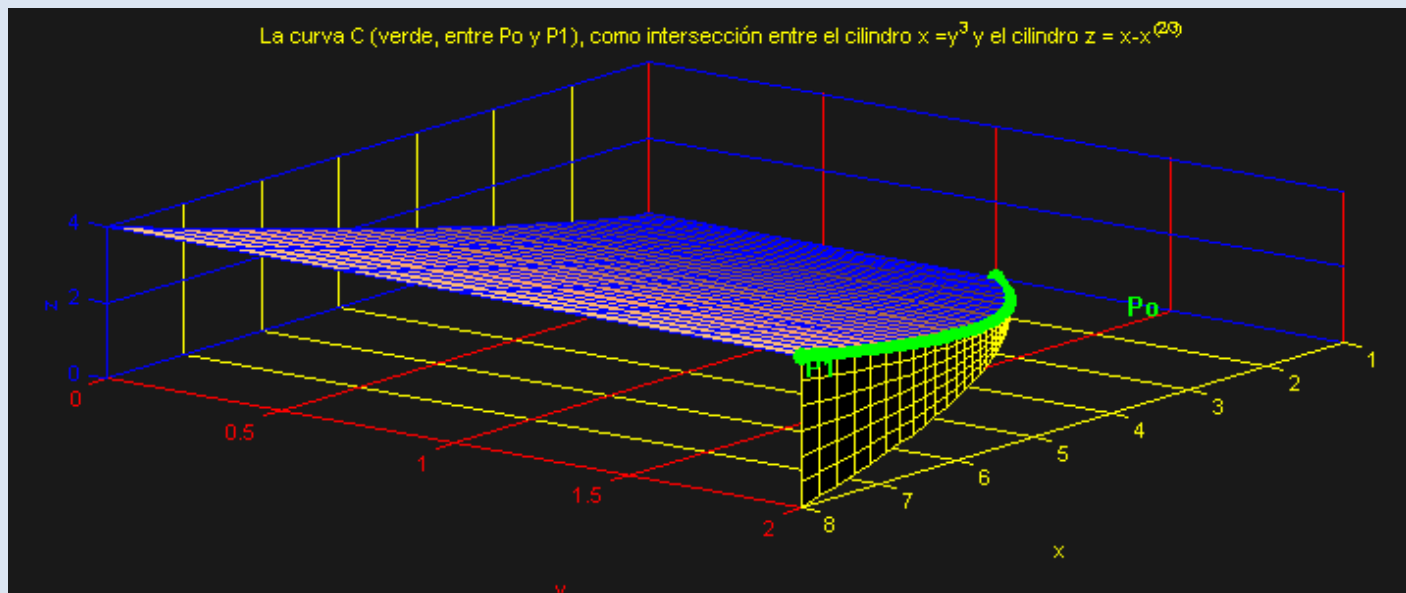 La curva C (verde, entre Po y P1), como intersección entre el cilindro x =y^3 y el cilindro z = x-x^(2/3)
4
2
z
0
0
0.5
1
1.5
2
y
Po
P1
1
2
3
4
5
6
7
8
x